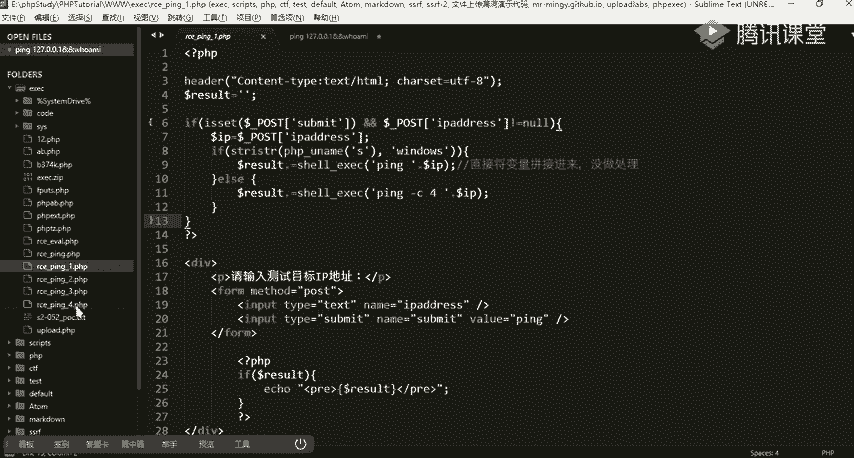 E:\phpStudy\PHPTutorial\WWW\exec\rce_ping_1.php (exec, scripts, php, ctf, test, default, Atom, markdown, ssrf, ssrf-2, 文件上传漏洞演示代码, mr-mingy.github.io, uploadlabs, phpexec) - Sublime Text (UNRE...
文件(F) 编辑(E) 选择(S) 查找(I) 视图(V) 跳转(G) 工具(T) 项目(P) 首选项(N) 帮助(H)
腾讯课堂
OPEN FILES
ping 127.0.0.1&&whoami
FOLDERS
exec
%SystemDrive%
code
sys
12.php
ab.php
b374k.php
exec.zip
fputs.php
phpab.php
phpext.php
phptz.php
rce_eval.php
rce_ping.php
rce_ping_1.php
rce_ping_2.php
rce_ping_3.php
rce_ping_4.php
upload.php
scripts
php
ctf
test
default
Atom
markdown
ssrf
rce_ping_1.php
ping 127.0.0.1&&whoami
1 <?php
2
3 header("Content-type:text/html; charset=utf-8");
4 $result='';
5
6 if(isset($_POST['submit']) && $_POST['ipaddress']!=null){
7 $ip=$_POST['ipaddress'];
8 if(stristr(php_uname('s'), 'windows')){
9 $result.=shell_exec('ping '.$ip);//直接将变量拼接进来，没做处理
10 }else {
11 $result.=shell_exec('ping -c 4 '.$ip);
12 }
13 }
14 ?>
15
16 <div>
17 <p>请输入测试目标IP地址：</p>
18 <form method="post">
19 <input type="text" name="ipaddress" />
20 <input type="submit" name="submit" value="ping" />
21 </form>
22
23 <?php
24 if($result){
25 echo "<pre>{$result}</pre>";
26 }
27 ?>
28 </div>
画板 签到 答题卡 画中画 举手 预览 工具
Spaces: 4
PHP